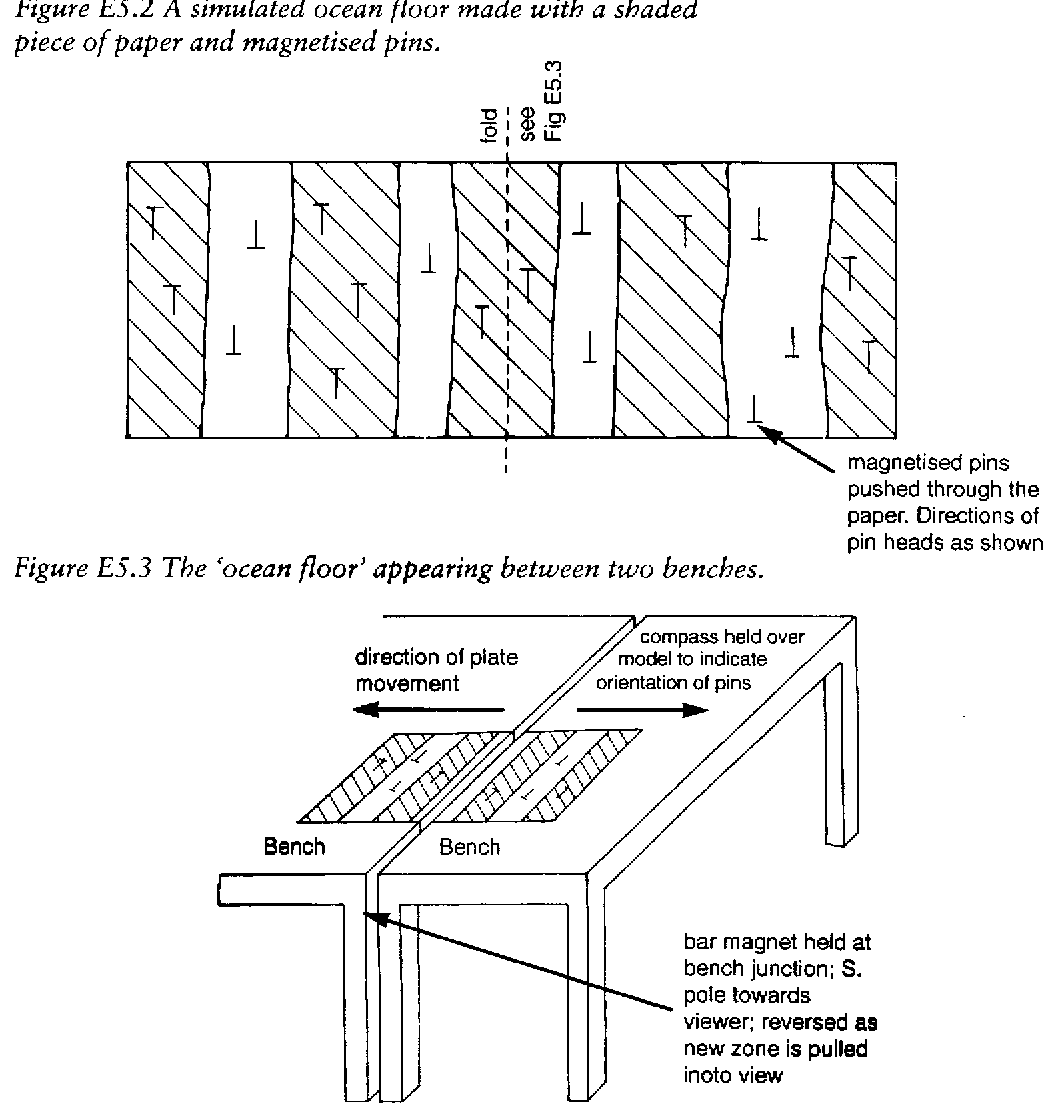 Figure E5.2 A simulated ocean floor made with a shaded
piece of paper and magnetised pins.
fold
see
Fig E5.3
magnetised pins
pushed through the
paper. Directions of
pin heads as shown
Figure E5.3 The ‘ocean floor’ appearing between two benches.
direction of plate
movement
compass held over
model to indicate
orientation of pins
Bench
Bench
bar magnet held at
bench junction; S.
pole towards
viewer; reversed as
new zone is pulled
inoto view